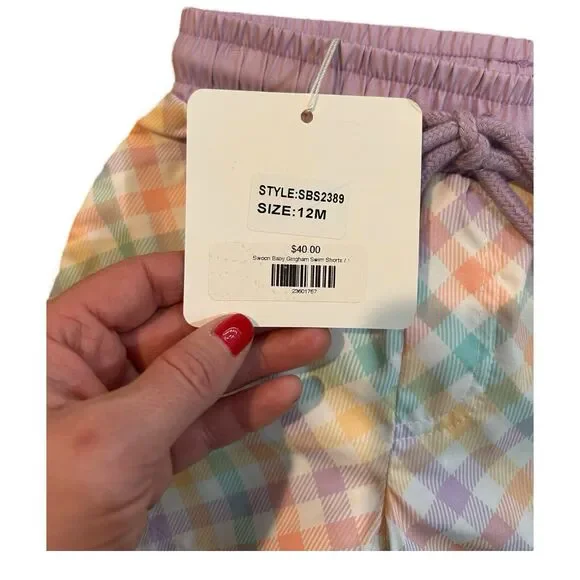 STYLE:SBS2389
SIZE:12M
$40.00
Swoon Baby Gingham Swim Shorts /
23601767